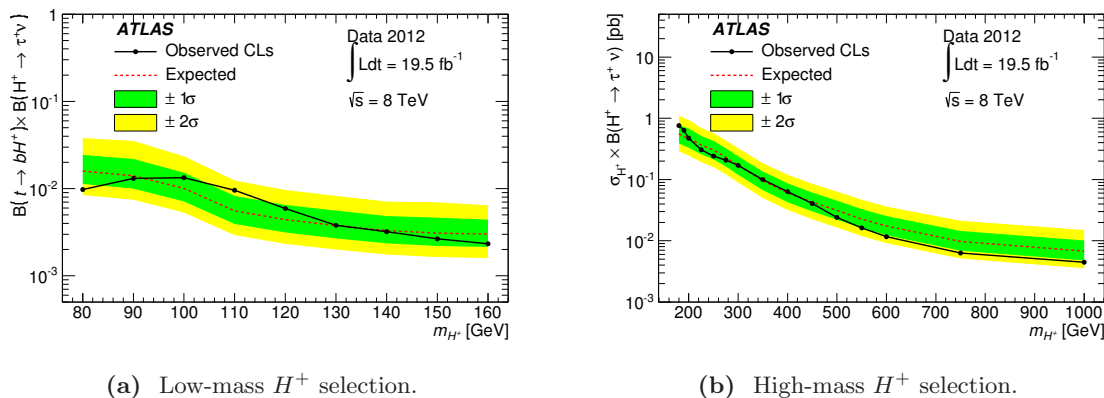 B(t → bH⁺) × B(H⁺ → τ⁺ν)
1
10⁻¹
10⁻²
10⁻³
ATLAS
Observed CLs
Expected
± 1σ
± 2σ
Data 2012
∫ Ldt = 19.5 fb⁻¹
√s = 8 TeV
80 90 100 110 120 130 140 150 160
m_H⁺ [GeV]
(a) Low-mass H⁺ selection.
σ_H⁺ × B(H⁺ → τ⁺ ν) [pb]
10
1
10⁻¹
10⁻²
10⁻³
ATLAS
Observed CLs
Expected
± 1σ
± 2σ
Data 2012
∫ Ldt = 19.5 fb⁻¹
√s = 8 TeV
200 300 400 500 600 700 800 900 1000
m_H⁺ [GeV]
(b) High-mass H⁺ selection.